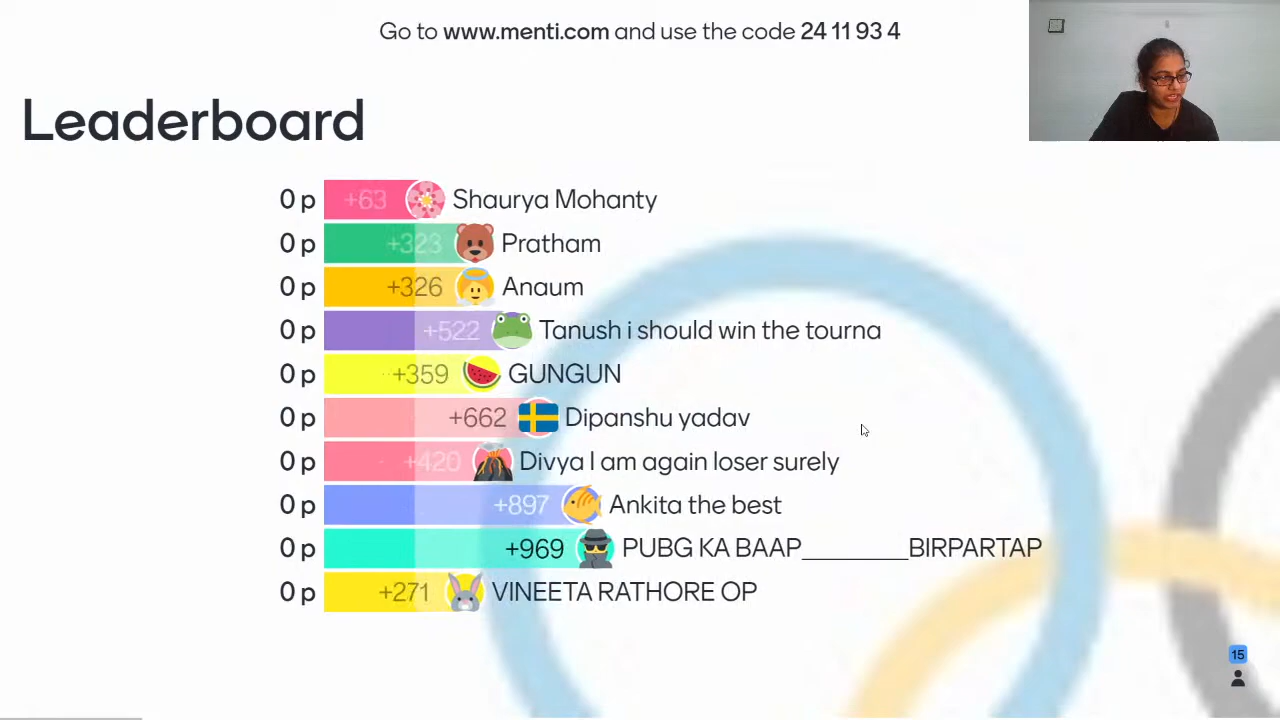 Go to www.menti.com and use the code 24 11 93 4
Leaderboard
0 p +63 Shaurya Mohanty
0 p +323 Pratham
0 p +326 Anaum
0 p +522 Tanush i should win the tourna
0 p +359 GUNGUN
0 p +662 Dipanshu yadav
0 p +420 Divya I am again loser surely
0 p +897 Ankita the best
0 p +969 PUBG KA BAAP________BIRPARTAP
0 p +271 VINEETA RATHORE OP
15